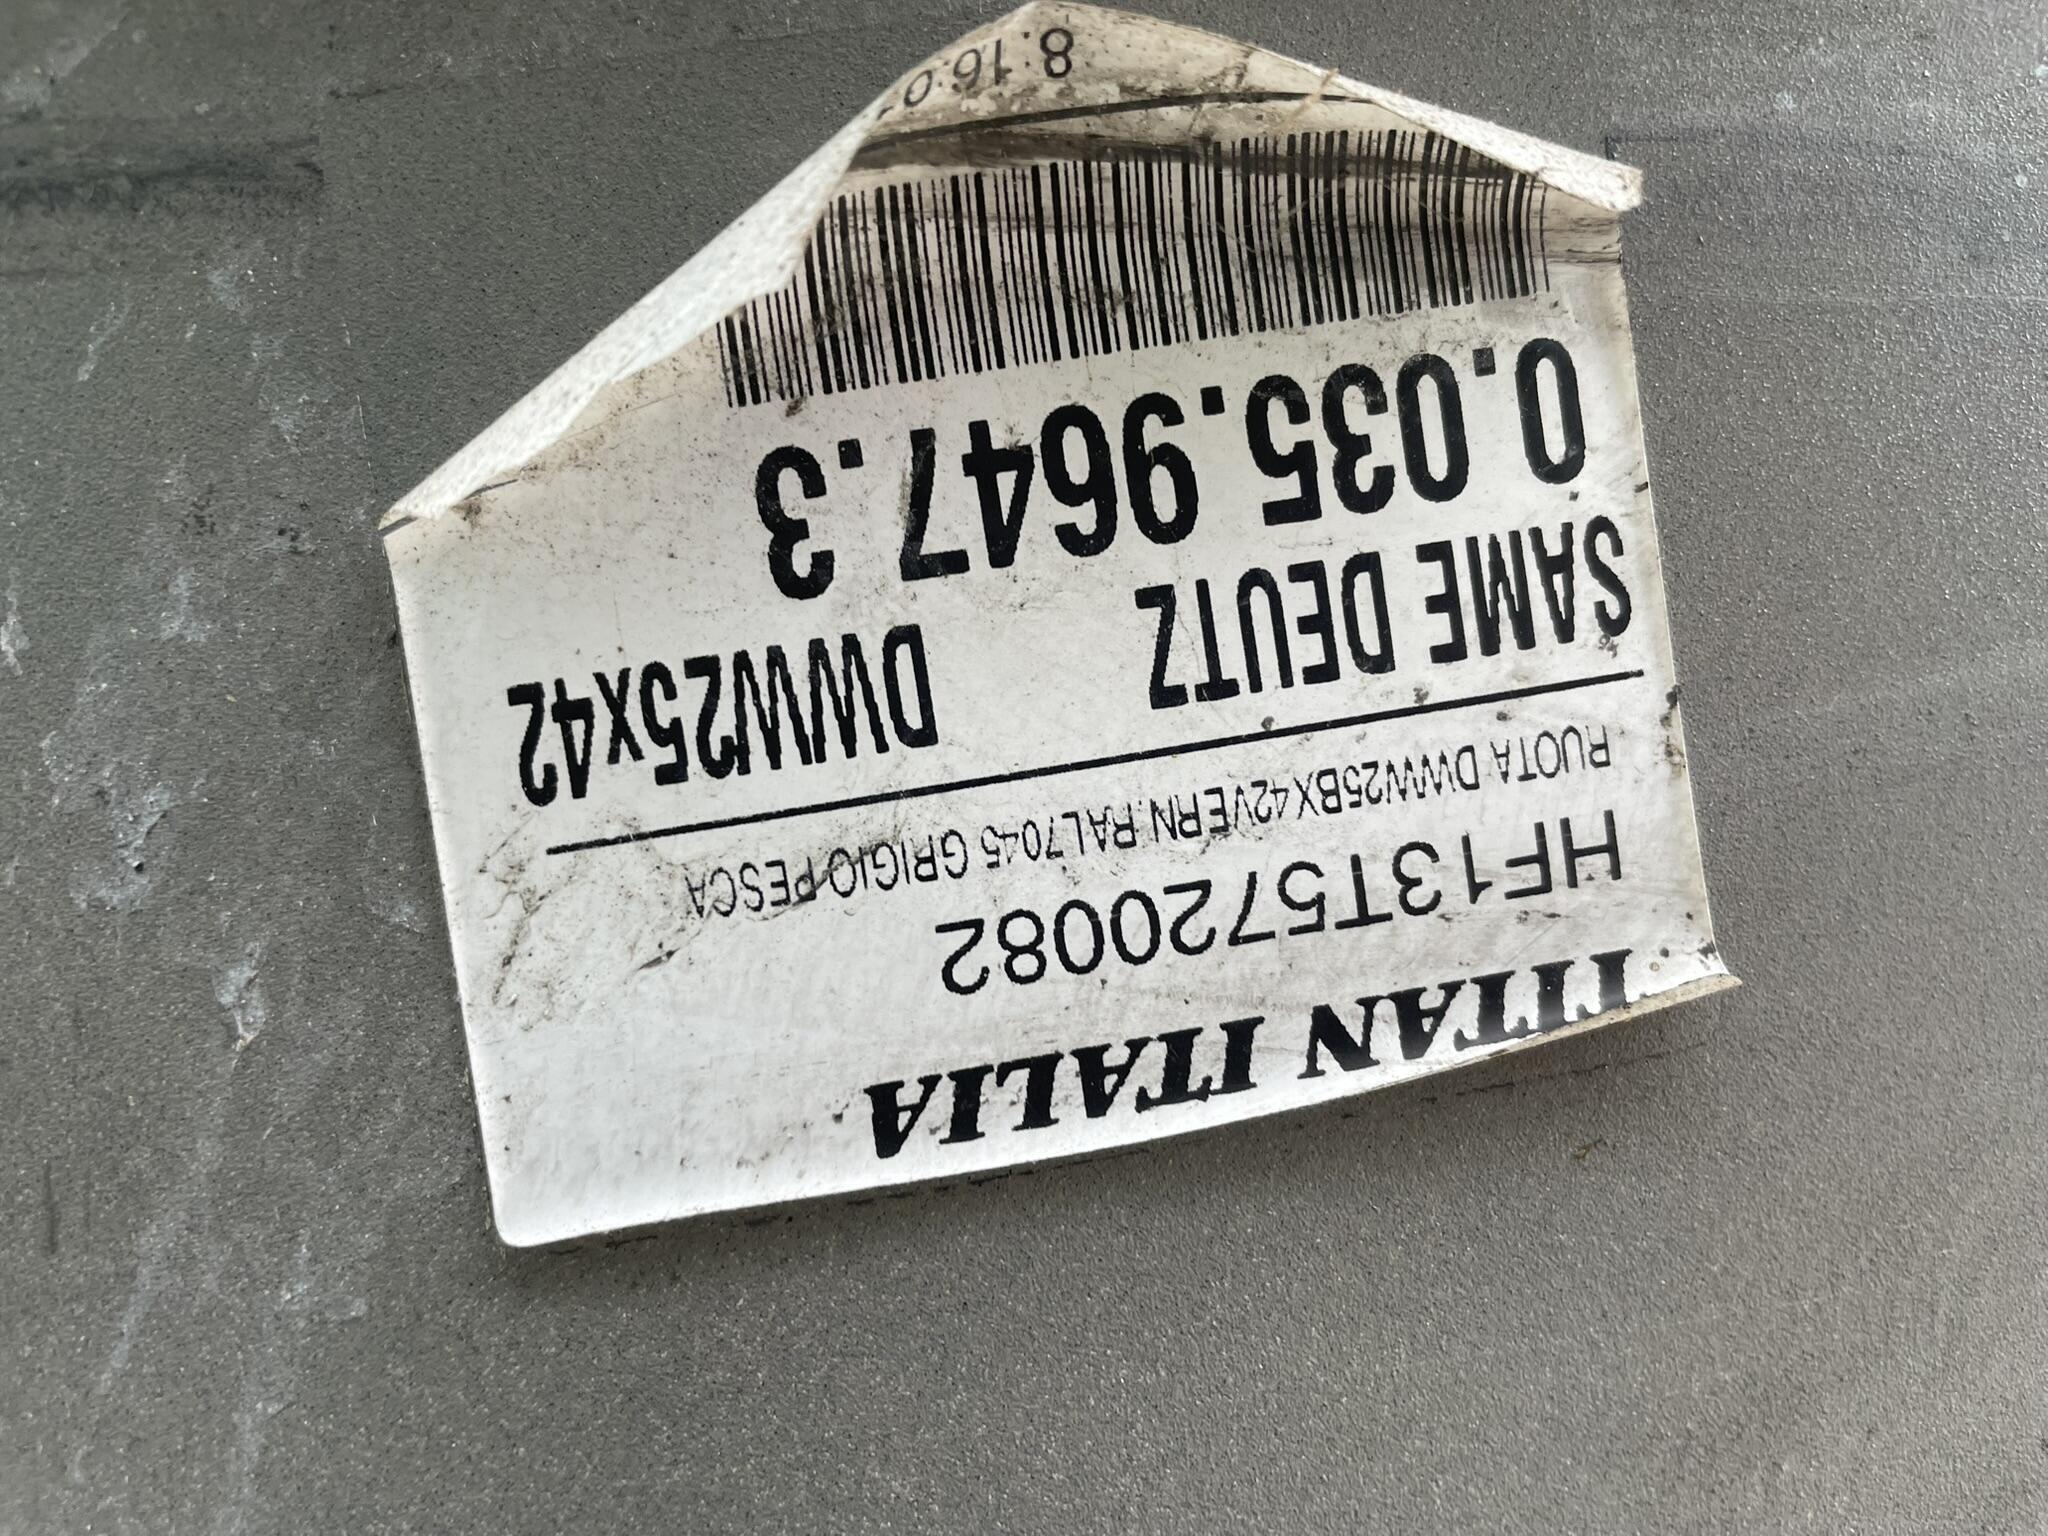 TITAN ITALIA
HF13T5720082
RUOTA DWW25BX42VERN.RAL7045 GRIGIO PESCA
SAME DEUTZ DWW25x42
0.035.9647.3